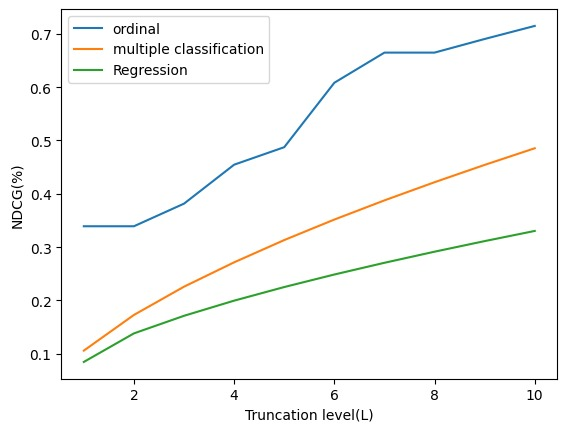 ordinal
multiple classification
Regression
0.7
0.6
0.5
0.4
0.3
0.2
0.1
NDCG(%)
2
4
6
8
10
Truncation level(L)